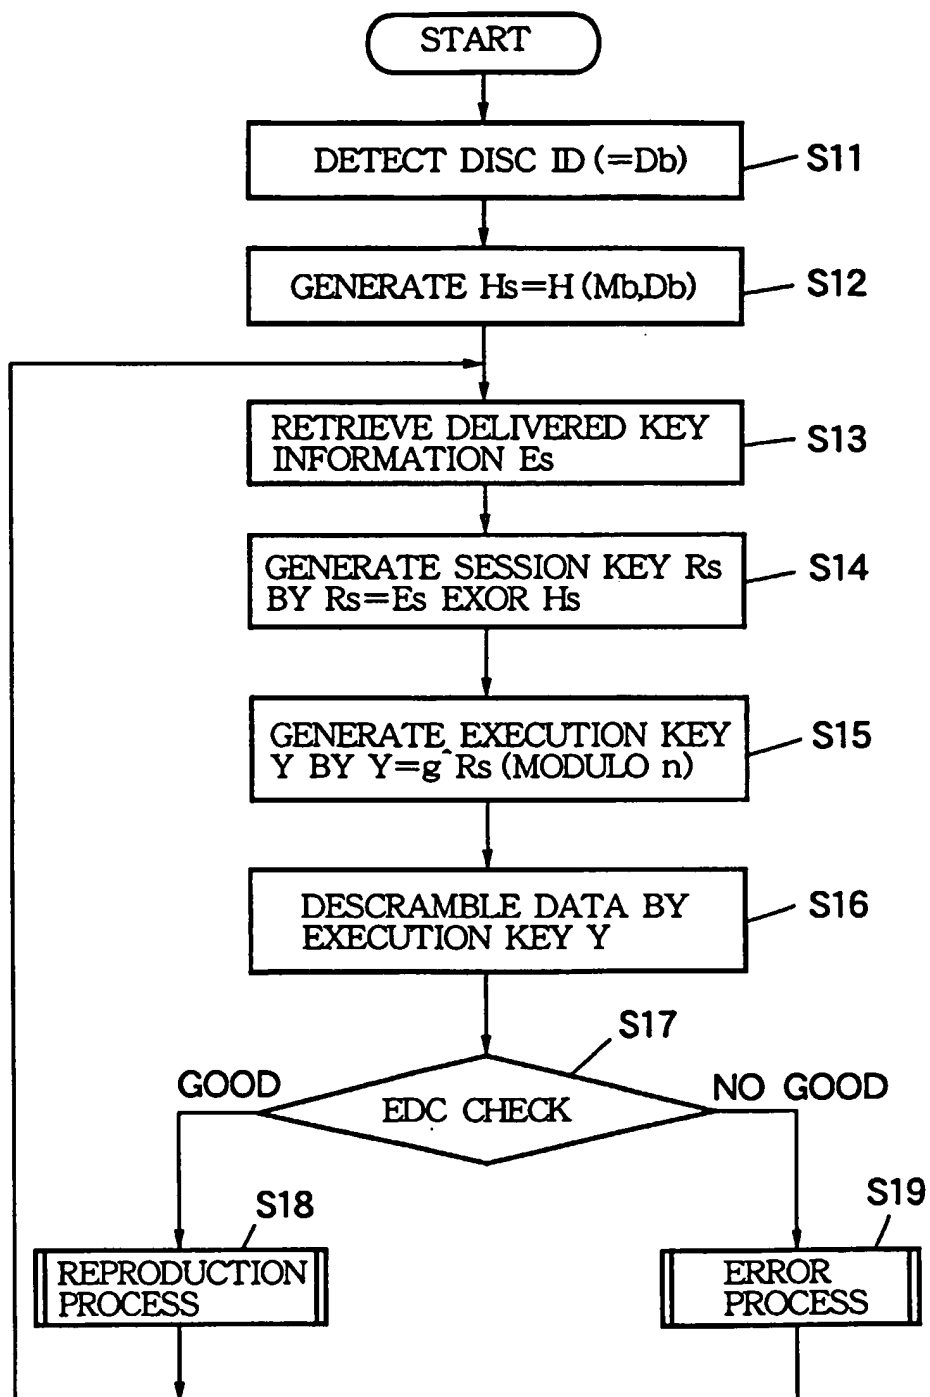 START
DETECT DISC ID (=Db)
S11
GENERATE Hs=H (Mb,Db)
S12
RETRIEVE DELIVERED KEY
INFORMATION Es
S13
GENERATE SESSION KEY Rs
BY Rs=Es EXOR Hs
S14
GENERATE EXECUTION KEY
Y BY Y=g^Rs (MODULO n)
S15
DESCRAMBLE DATA BY
EXECUTION KEY Y
S16
S17
GOOD
EDC CHECK
NO GOOD
S18
REPRODUCTION
PROCESS
S19
ERROR
PROCESS